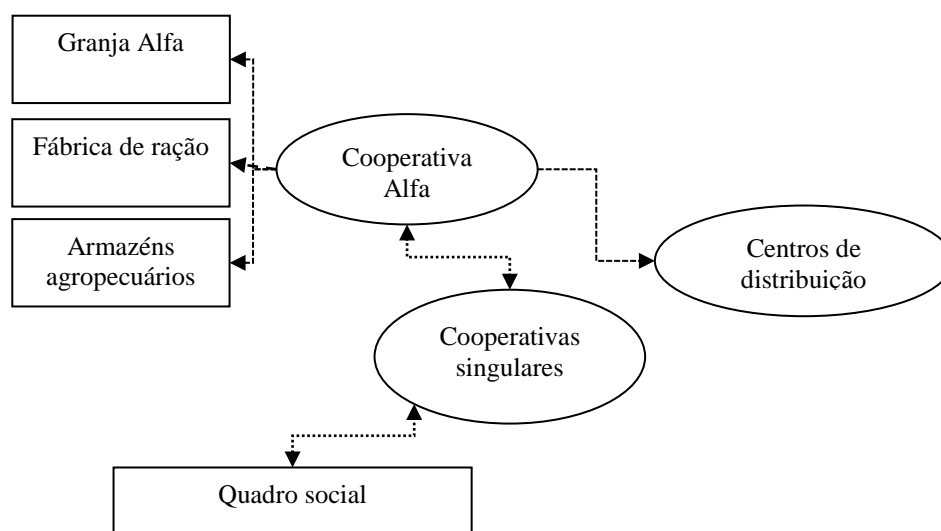 Granja Alfa
Fábrica de ração
Armazéns
agropecuários
Cooperativa
Alfa
Centros de
distribuição
Cooperativas
singulares
Quadro social